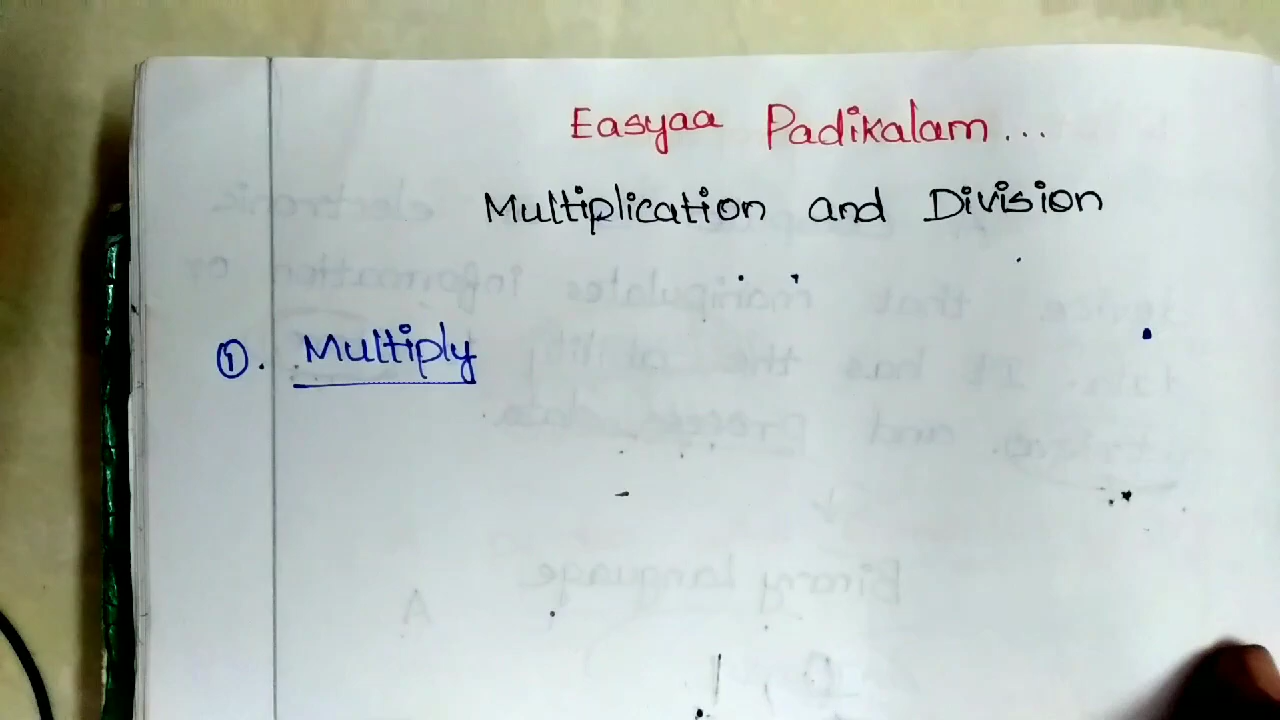 Easyaa Padikalam...
Multiplication and Division
①. Multiply